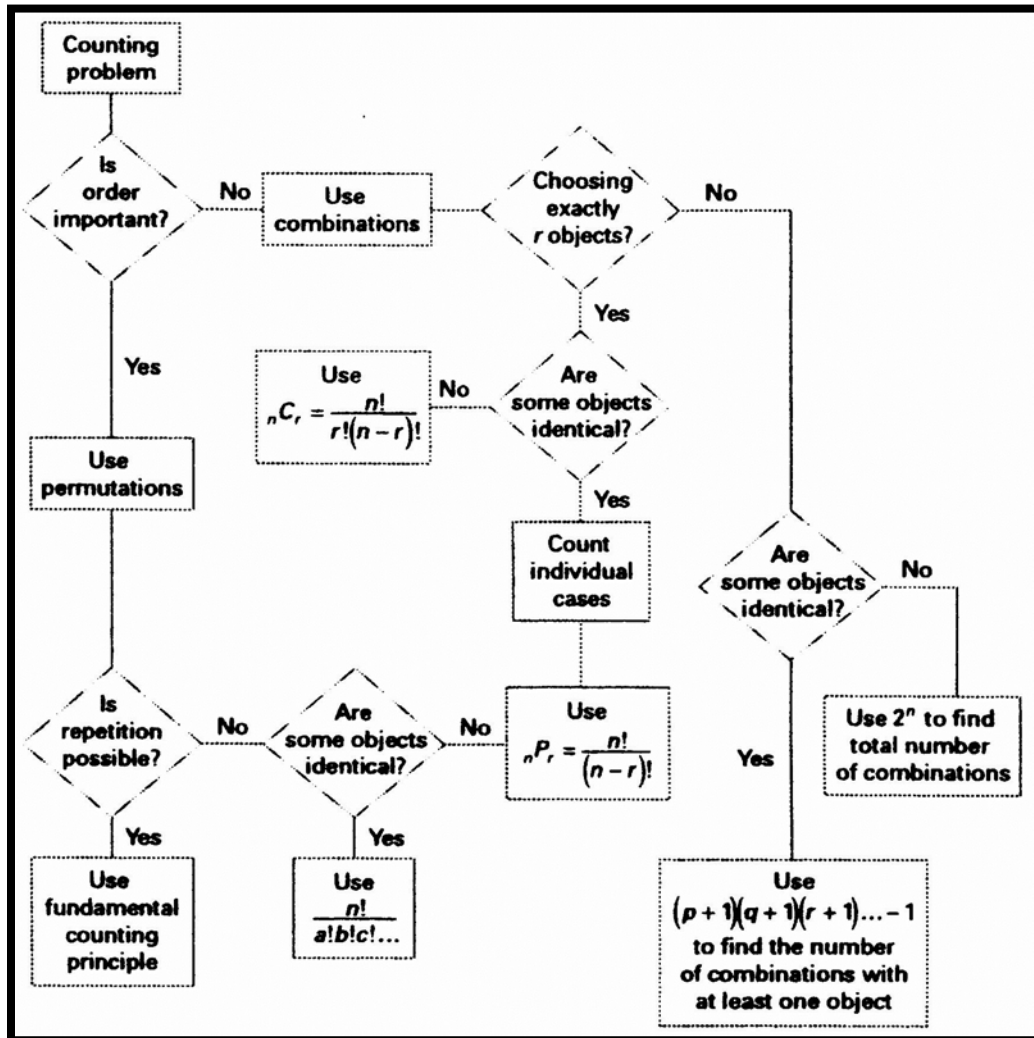 Counting
problem
Is
order
important?
No
Use
combinations
Choosing
exactly
r objects?
No
Yes
Yes
Use
nCr = n! / r!(n − r)!
No
Are
some objects
identical?
Use
permutations
Yes
Count
individual
cases
Are
some objects
identical?
No
Is
repetition
possible?
No
Are
some objects
identical?
No
Use
nPr = n! / (n − r)!
Yes
Use 2ⁿ to find
total number
of combinations
Yes
Yes
Use
fundamental
counting
principle
Use
n! / a!b!c!...
Use
(p + 1)(q + 1)(r + 1)... − 1
to find the number
of combinations with
at least one object